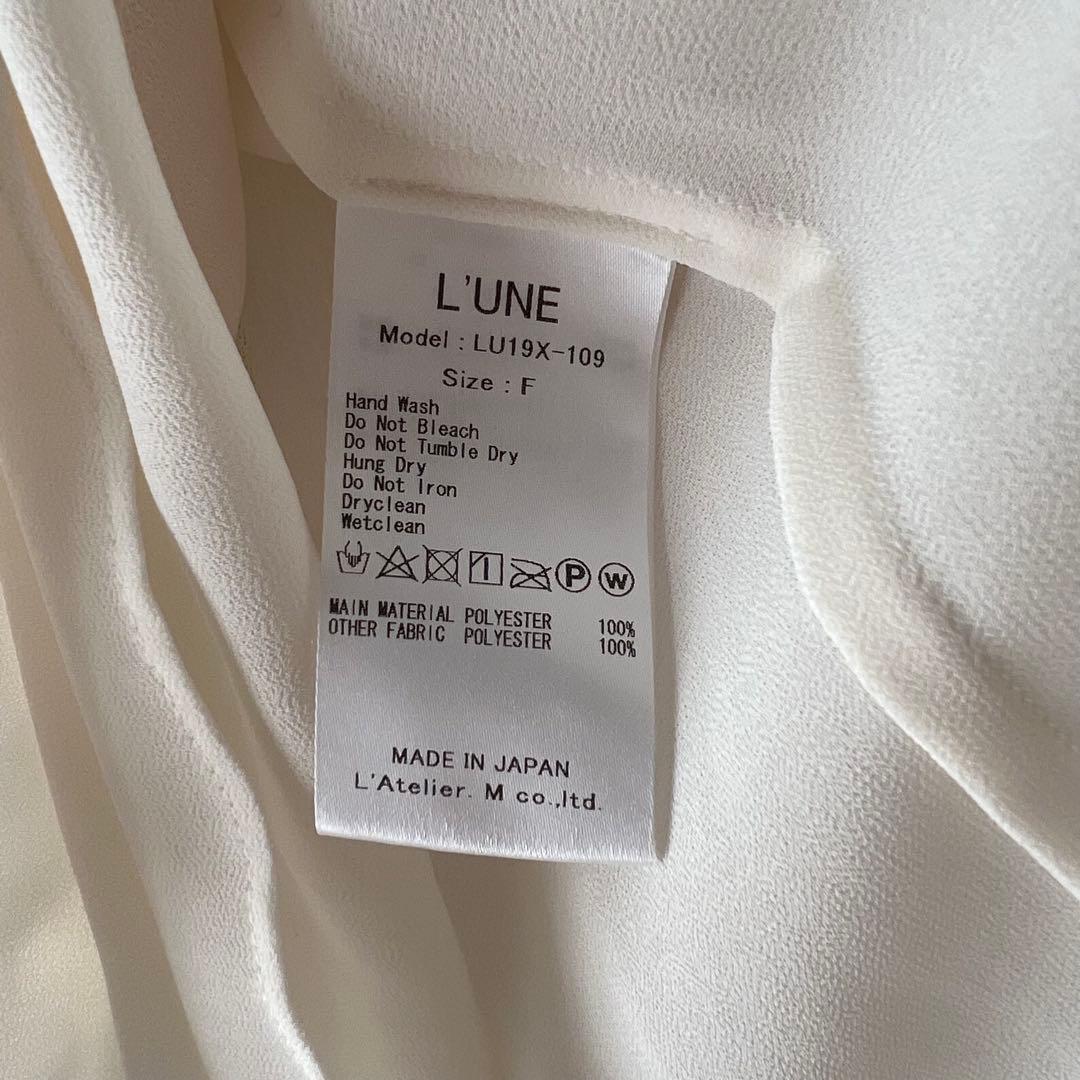 L'UNE
Model : LU19X-109
Size : F
Hand Wash
Do Not Bleach
Do Not Tumble Dry
Hung Dry
Do Not Iron
Dryclean
Wetclean
P W
MAIN MATERIAL POLYESTER 100%
OTHER FABRIC POLYESTER 100%
MADE IN JAPAN
L'Atelier. M co.,ltd.